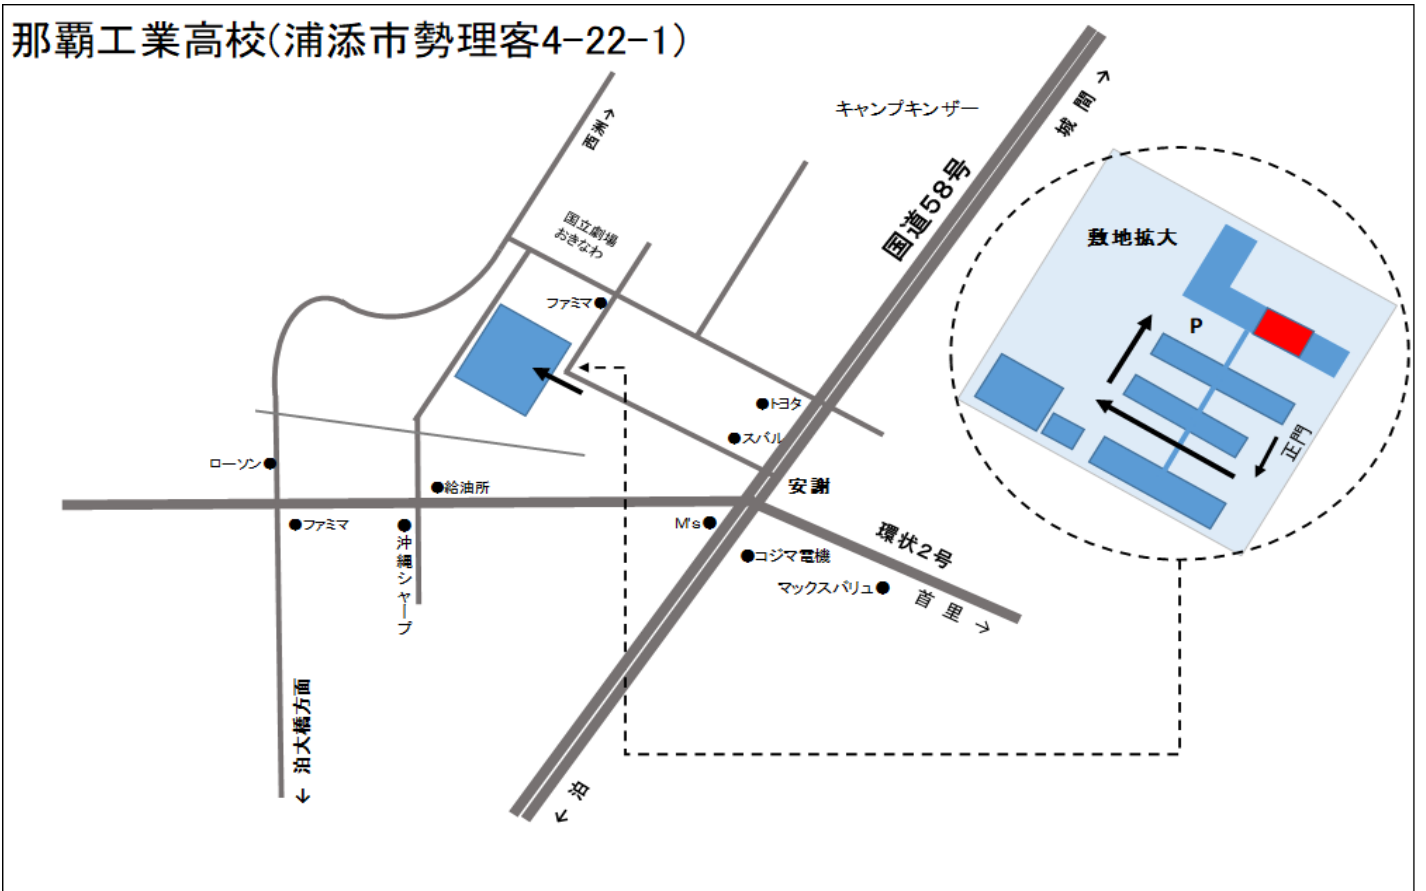 那覇工業高校(浦添市勢理客4-22-1)
キャンプキンザー
城間→
西洲→
国道58号
敷地拡大
国立劇場
おきなわ
ファミマ
P
トヨタ
スバル
正門
ローソン
給油所
安謝
ファミマ
沖縄シャープ
M's
コジマ電機
環状2号
マックスバリュ
首里→
←泊大橋方面
←泊